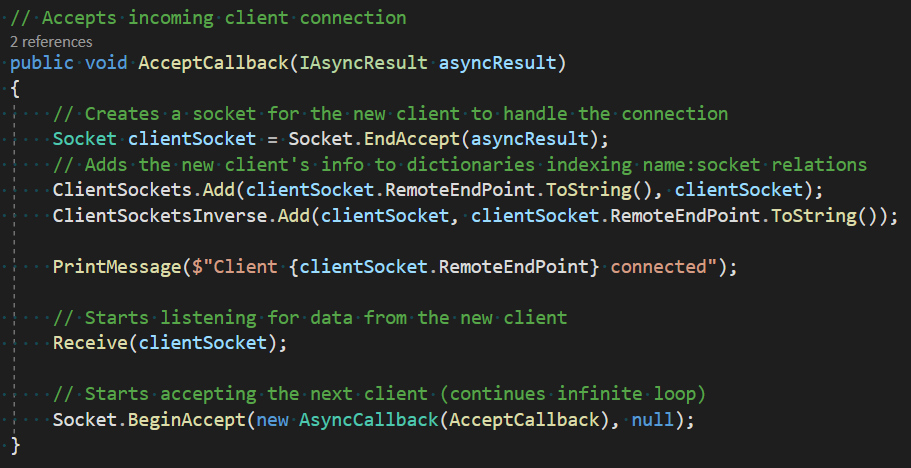 // Accepts incoming client connection
2 references
public void AcceptCallback(IAsyncResult asyncResult)
{
    // Creates a socket for the new client to handle the connection
    Socket clientSocket = Socket.EndAccept(asyncResult);
    // Adds the new client's info to dictionaries indexing name:socket relations
    ClientSockets.Add(clientSocket.RemoteEndPoint.ToString(), clientSocket);
    ClientSocketsInverse.Add(clientSocket, clientSocket.RemoteEndPoint.ToString());

    PrintMessage($"Client {clientSocket.RemoteEndPoint} connected");

    // Starts listening for data from the new client
    Receive(clientSocket);

    // Starts accepting the next client (continues infinite loop)
    Socket.BeginAccept(new AsyncCallback(AcceptCallback), null);
}